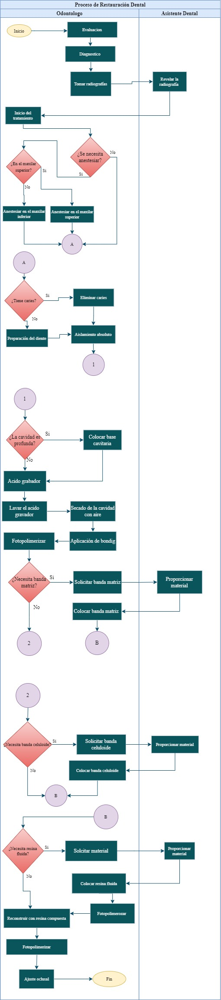 Proceso de Restauración Dental
Odontologo
Asistente Dental
Inicio
Evaluacion
Diagnostico
Tomar radiografías
Revelar la
radiografía
Inicio del
tratamiento
¿Se necesita
anestesiar?
No
Si
¿En el maxilar
superior?
Si
No
Anestesiar en el maxilar
inferior
Anestesiar en el maxilar
superior
A
A
¿Tiene caries?
Si
Eliminar caries
No
Preparación del diente
Aislamiento absoluto
1
1
¿La cavidad es
profunda?
Si
Colocar base
cavitaria
No
Acido grabador
Lavar el acido
gravador
Secado de la cavidad
con aire
Fotopolimerizar
Aplicación de bondig
¿Necesita banda
matriz?
Si
Solicitar banda matriz
Proporcionar
material
No
Colocar banda matriz
2
B
2
¿Necesita banda celuloide?
Si
Solicitar banda
celuloide
Proporcionar material
No
Colocar banda celuloide
B
B
¿Necesita resina
fluida?
Si
Solcitar material
Proporcionar
material
No
Colocar resina fluida
Fotopolimerozar
Reconstruir con resina compuesta
Fotopolimerizar
Ajuste oclusal
Fin